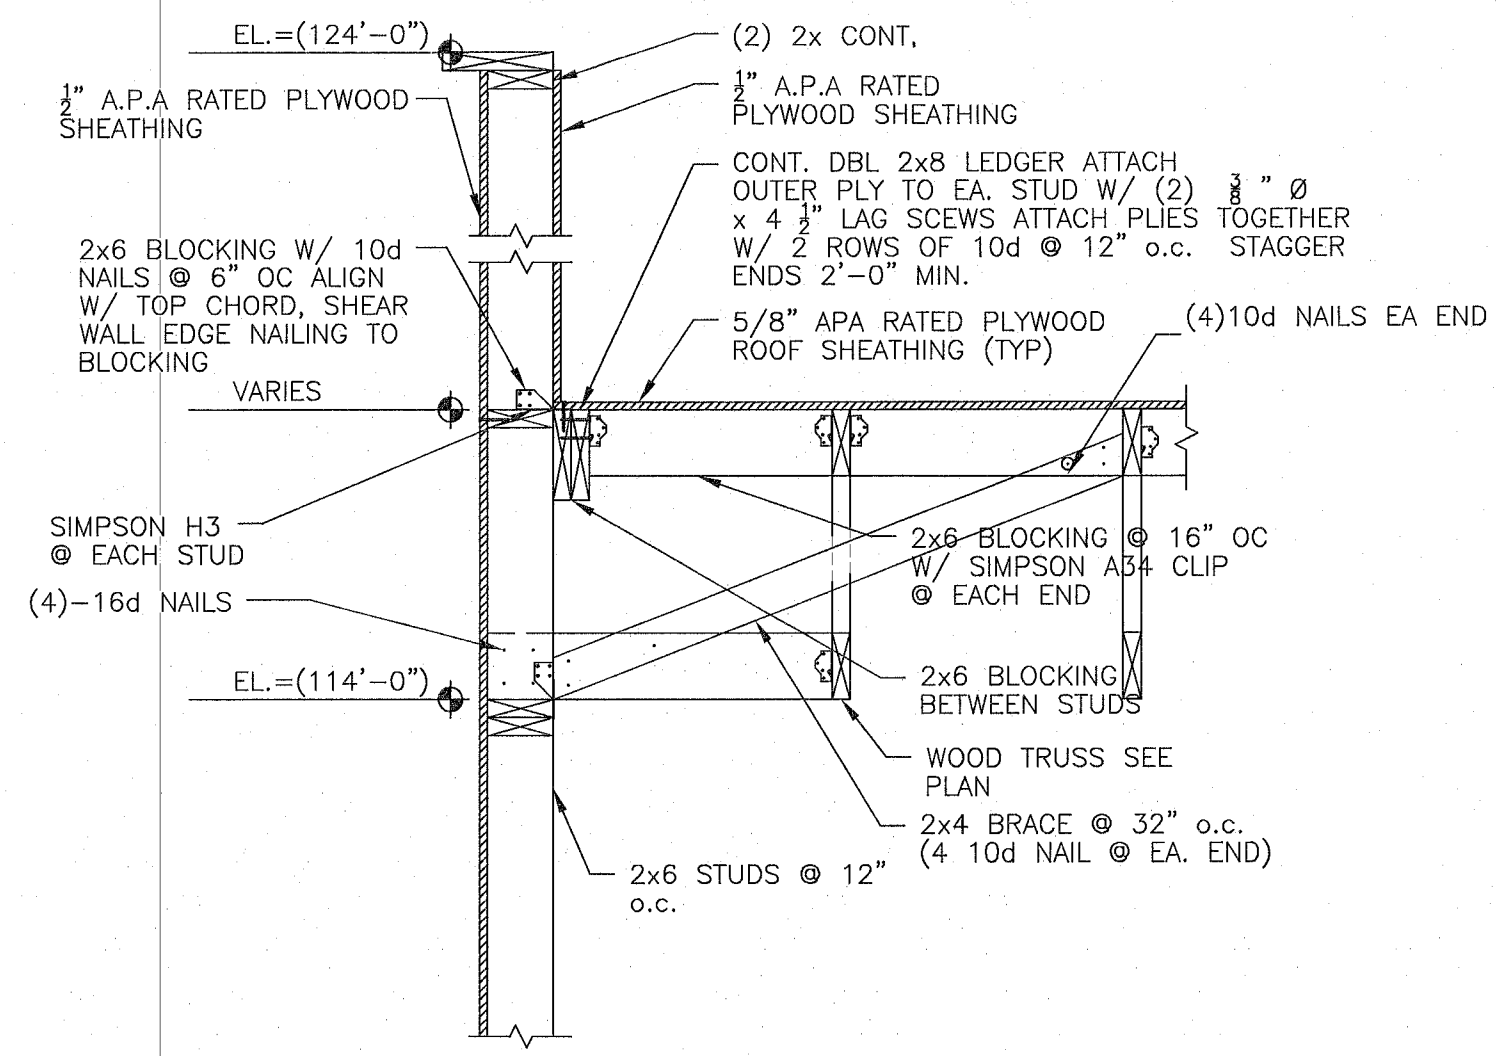 EL.=(124'-0")
(2) 2x CONT,
½" A.P.A RATED PLYWOOD
SHEATHING
½" A.P.A RATED
PLYWOOD SHEATHING
CONT. DBL 2x8 LEDGER ATTACH
OUTER PLY TO EA. STUD W/ (2) ⅜ " Ø
x 4 ½" LAG SCEWS ATTACH PLIES TOGETHER
W/ 2 ROWS OF 10d @ 12" o.c. STAGGER
ENDS 2'-0" MIN.
2x6 BLOCKING W/ 10d
NAILS @ 6" OC ALIGN
W/ TOP CHORD, SHEAR
WALL EDGE NAILING TO
BLOCKING
5/8" APA RATED PLYWOOD
ROOF SHEATHING (TYP)
(4)10d NAILS EA END
VARIES
SIMPSON H3
@ EACH STUD
2x6 BLOCKING @ 16" OC
W/ SIMPSON A34 CLIP
@ EACH END
(4)-16d NAILS
EL.=(114'-0")
2x6 BLOCKING
BETWEEN STUDS
WOOD TRUSS SEE
PLAN
2x4 BRACE @ 32" o.c.
(4 10d NAIL @ EA. END)
2x6 STUDS @ 12"
o.c.